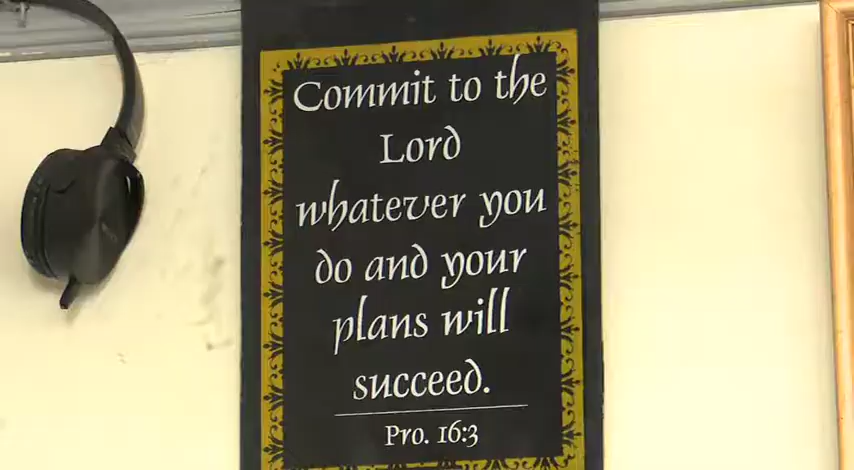 Commit to the
Lord
whatever you
do and your
plans will
succeed.
Pro. 16:3